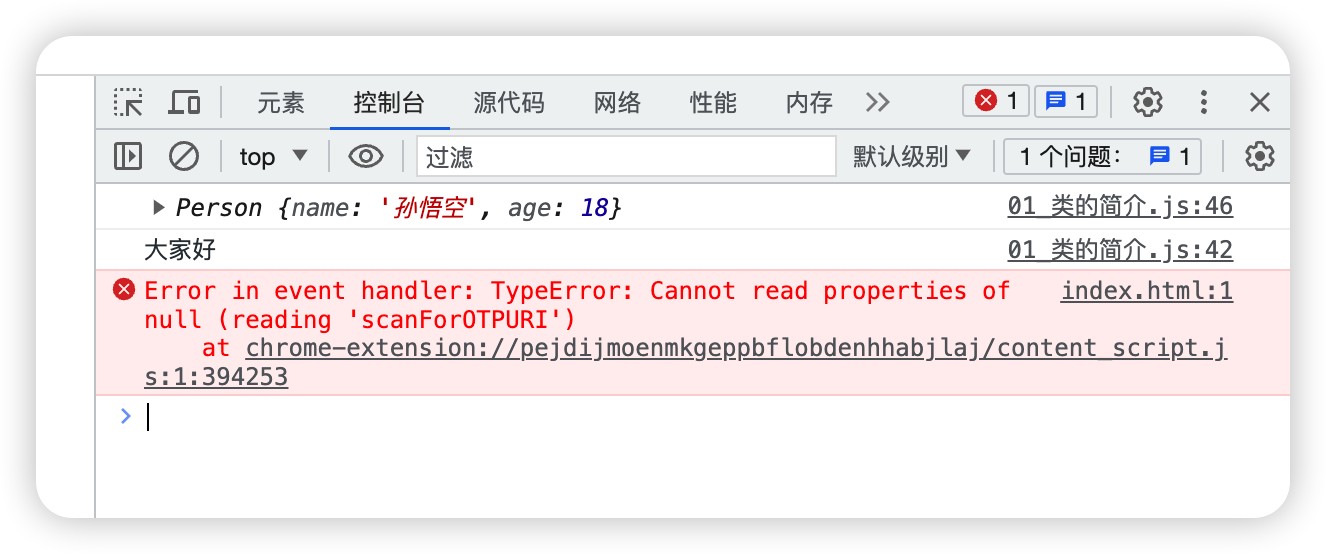 元素 控制台 源代码 网络 性能 内存 1 1
top 过滤 默认级别 1 个问题： 1
Person {name: '孙悟空', age: 18} 01_类的简介.js:46
大家好 01_类的简介.js:42
Error in event handler: TypeError: Cannot read properties of index.html:1
null (reading 'scanForOTPURI')
at chrome-extension://pejdijmoenmkgeppbflobdenhhabjlaj/content_script.j
s:1:394253